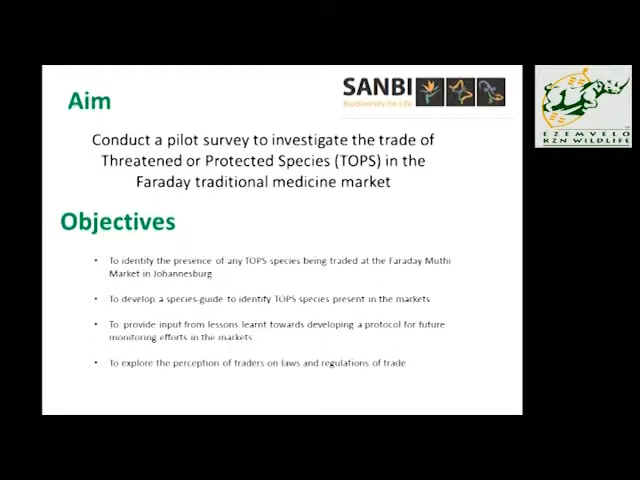 Aim
SANBI
Biodiversity for Life
EZEMVELO
KZN WILDLIFE
Conduct a pilot survey to investigate the trade of
Threatened or Protected Species (TOPS) in the
Faraday traditional medicine market
Objectives
• To identify the presence of any TOPS species being traded at the Faraday Muthi
Market in Johannesburg
• To develop a species-guide to identify TOPS species present in the markets
• To provide input from lessons learnt towards developing a protocol for future
monitoring efforts in the markets
• To explore the perception of traders on laws and regulations of trade